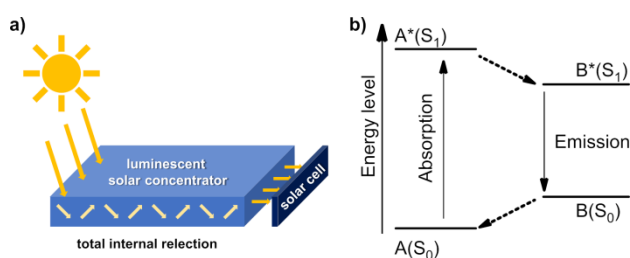 a)
luminescent
solar concentrator
solar cell
total internal relection
b)
Energy level
A*(S₁)
B*(S₁)
Absorption
Emission
B(S₀)
A(S₀)